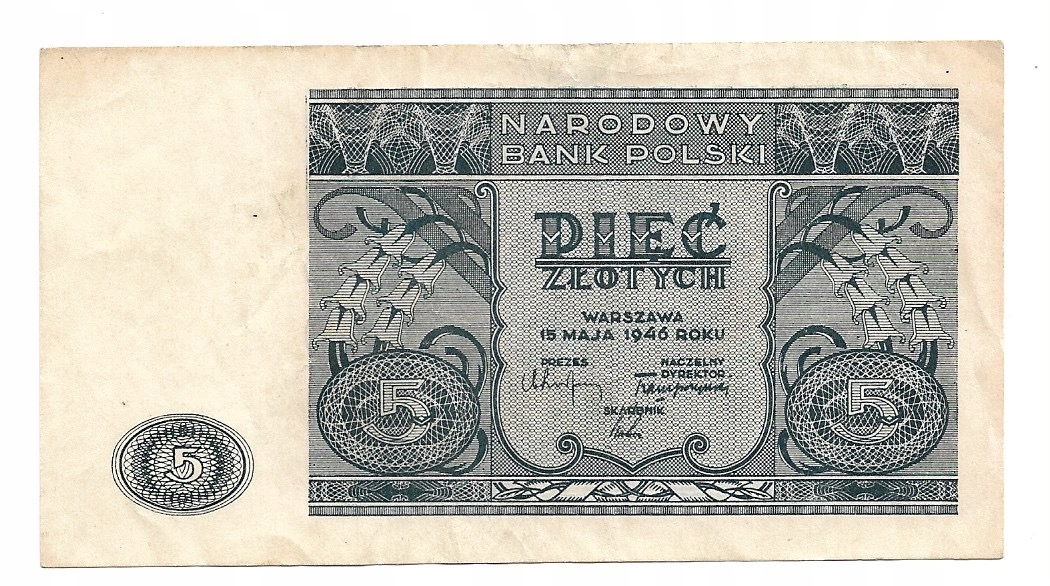 NARODOWY
BANK POLSKI
PIĘĆ
ZŁOTYCH
WARSZAWA
15 MAJA 1946 ROKU
PREZES
NACZELNY
DYREKTOR
SKARBNIK
5
5
5